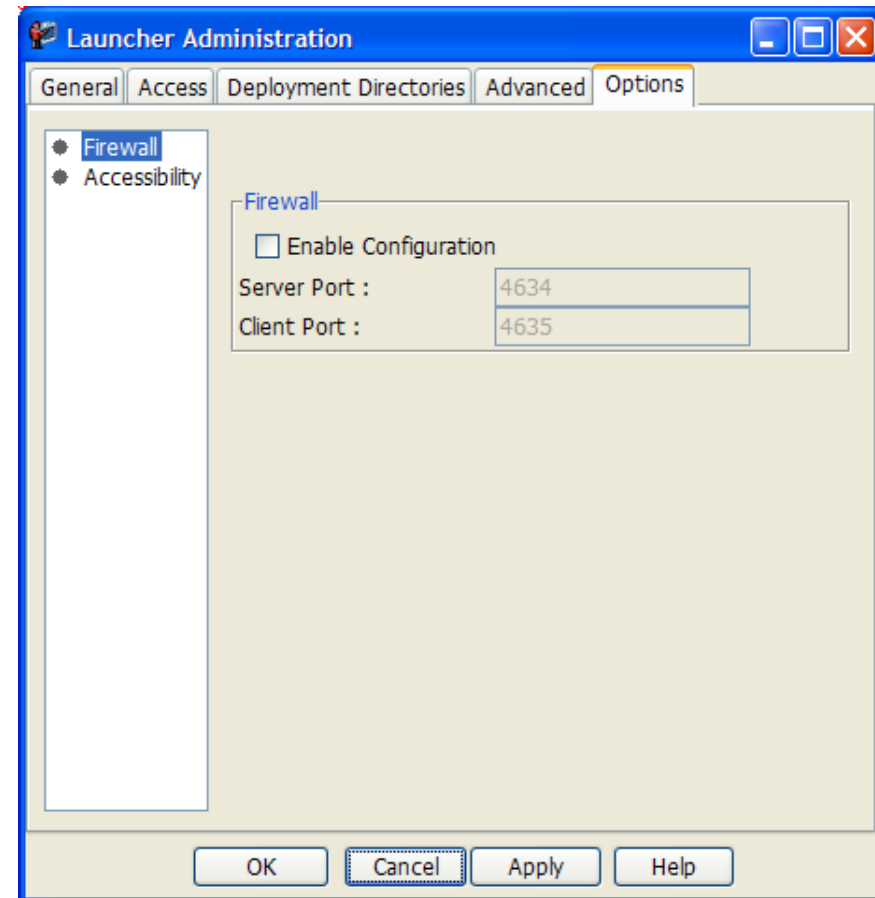 Launcher Administration
General Access Deployment Directories Advanced Options
Firewall
Accessibility
Firewall
Enable Configuration
Server Port : 4634
Client Port : 4635
OK Cancel Apply Help